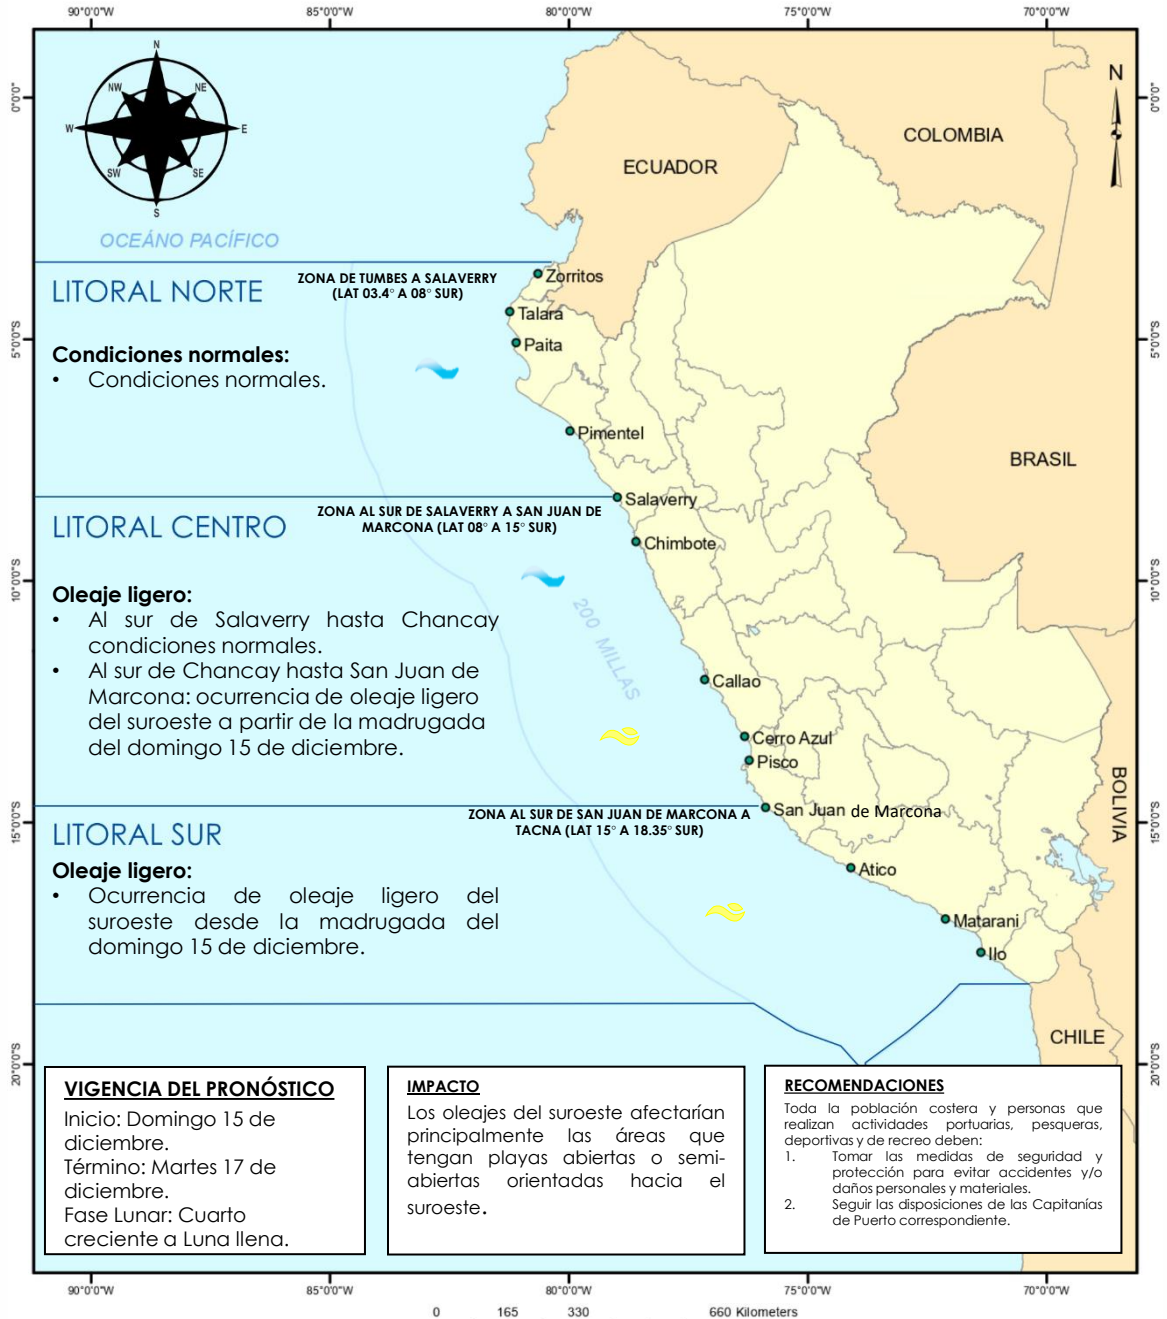 90°0'0"W 85°0'0"W 80°0'0"W 75°0'0"W 70°0'0"W
N
NW NE
W E
SW SE
S
N
0°0'0"
0°0'0"
COLOMBIA
ECUADOR
OCEÁNO PACÍFICO
LITORAL NORTE
ZONA DE TUMBES A SALAVERRY
(LAT 03.4° A 08° SUR)
Zorritos
Talara
Paita
5°0'0"S
5°0'0"S
Condiciones normales:
• Condiciones normales.
Pimentel
BRASIL
Salaverry
LITORAL CENTRO
ZONA AL SUR DE SALAVERRY A SAN JUAN DE
MARCONA (LAT 08° A 15° SUR)
Chimbote
10°0'0"S
10°0'0"S
Oleaje ligero:
• Al sur de Salaverry hasta Chancay
condiciones normales.
• Al sur de Chancay hasta San Juan de
Marcona: ocurrencia de oleaje ligero
del suroeste a partir de la madrugada
del domingo 15 de diciembre.
200 MILLAS
Callao
Cerro Azul
Pisco
BOLIVIA
San Juan de Marcona
15°0'0"S
15°0'0"S
LITORAL SUR
ZONA AL SUR DE SAN JUAN DE MARCONA A
TACNA (LAT 15° A 18.35° SUR)
Oleaje ligero:
• Ocurrencia de oleaje ligero del
suroeste desde la madrugada del
domingo 15 de diciembre.
Atico
Matarani
Ilo
CHILE
20°0'0"S
20°0'0"S
VIGENCIA DEL PRONÓSTICO
Inicio: Domingo 15 de
diciembre.
Término: Martes 17 de
diciembre.
Fase Lunar: Cuarto
creciente a Luna llena.
IMPACTO
Los oleajes del suroeste afectarían
principalmente las áreas que
tengan playas abiertas o semi-
abiertas orientadas hacia el
suroeste.
RECOMENDACIONES
Toda la población costera y personas que
realizan actividades portuarias, pesqueras,
deportivas y de recreo deben:
1. Tomar las medidas de seguridad y
protección para evitar accidentes y/o
daños personales y materiales.
2. Seguir las disposiciones de las Capitanías
de Puerto correspondiente.
90°0'0"W 85°0'0"W 80°0'0"W 75°0'0"W 70°0'0"W
0 165 330 660 Kilometers